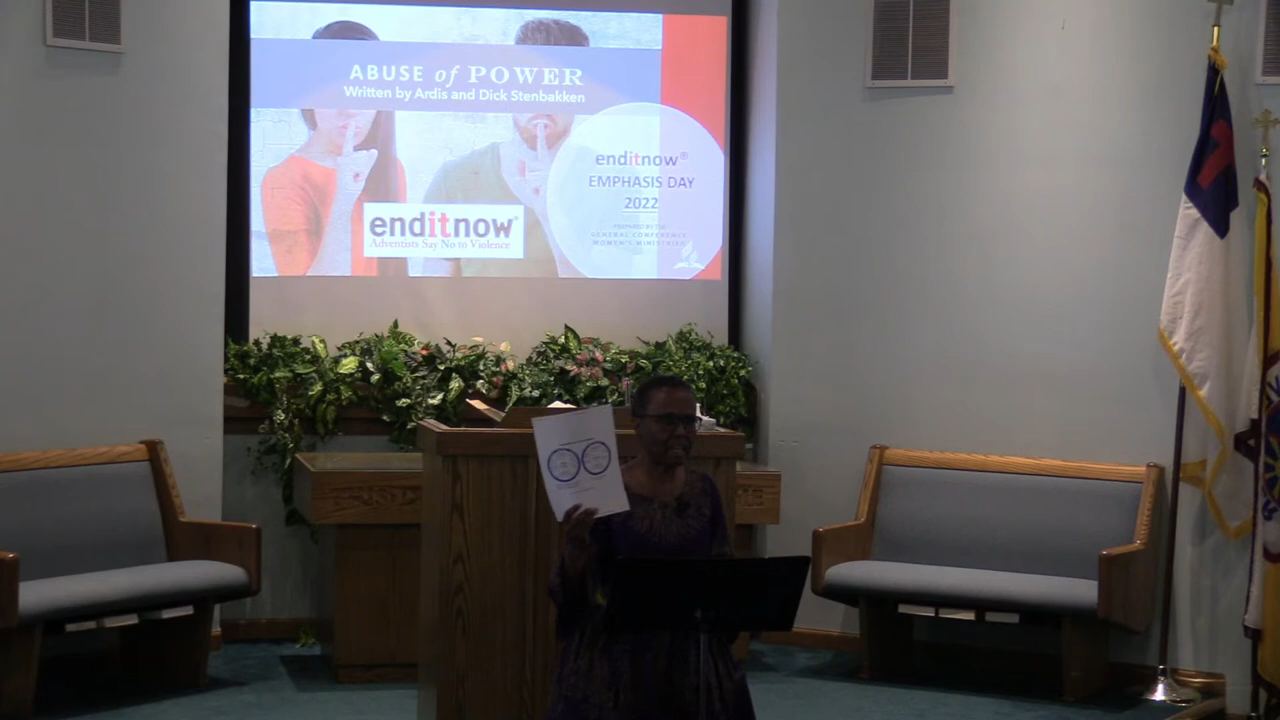 ABUSE of POWER
Written by Ardis and Dick Stenbakken
enditnow®
EMPHASIS DAY
2022
PREPARED BY THE
GENERAL CONFERENCE
WOMEN'S MINISTRIES
enditnow®
Adventists Say No to Violence